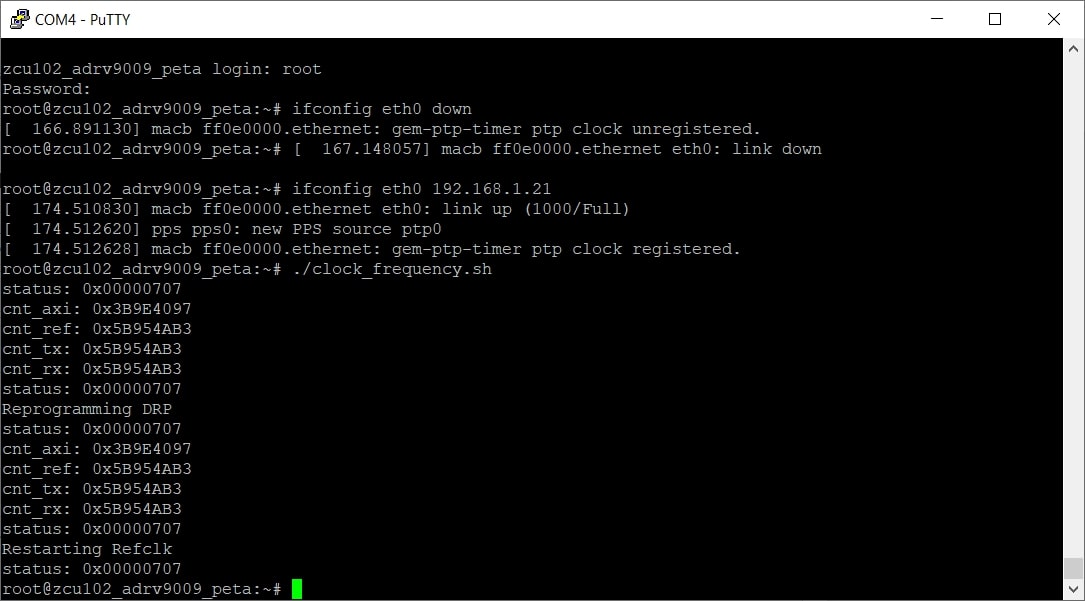 COM4 - PuTTY
zcu102_adrv9009_peta login: root
Password:
root@zcu102_adrv9009_peta:~# ifconfig eth0 down
[  166.891130] macb ff0e0000.ethernet: gem-ptp-timer ptp clock unregistered.
root@zcu102_adrv9009_peta:~# [  167.148057] macb ff0e0000.ethernet eth0: link down
root@zcu102_adrv9009_peta:~# ifconfig eth0 192.168.1.21
[  174.510830] macb ff0e0000.ethernet eth0: link up (1000/Full)
[  174.512620] pps pps0: new PPS source ptp0
[  174.512628] macb ff0e0000.ethernet: gem-ptp-timer ptp clock registered.
root@zcu102_adrv9009_peta:~# ./clock_frequency.sh
status: 0x00000707
cnt_axi: 0x3B9E4097
cnt_ref: 0x5B954AB3
cnt_tx: 0x5B954AB3
cnt_rx: 0x5B954AB3
status: 0x00000707
Reprogramming DRP
status: 0x00000707
cnt_axi: 0x3B9E4097
cnt_ref: 0x5B954AB3
cnt_tx: 0x5B954AB3
cnt_rx: 0x5B954AB3
status: 0x00000707
Restarting Refclk
status: 0x00000707
root@zcu102_adrv9009_peta:~#